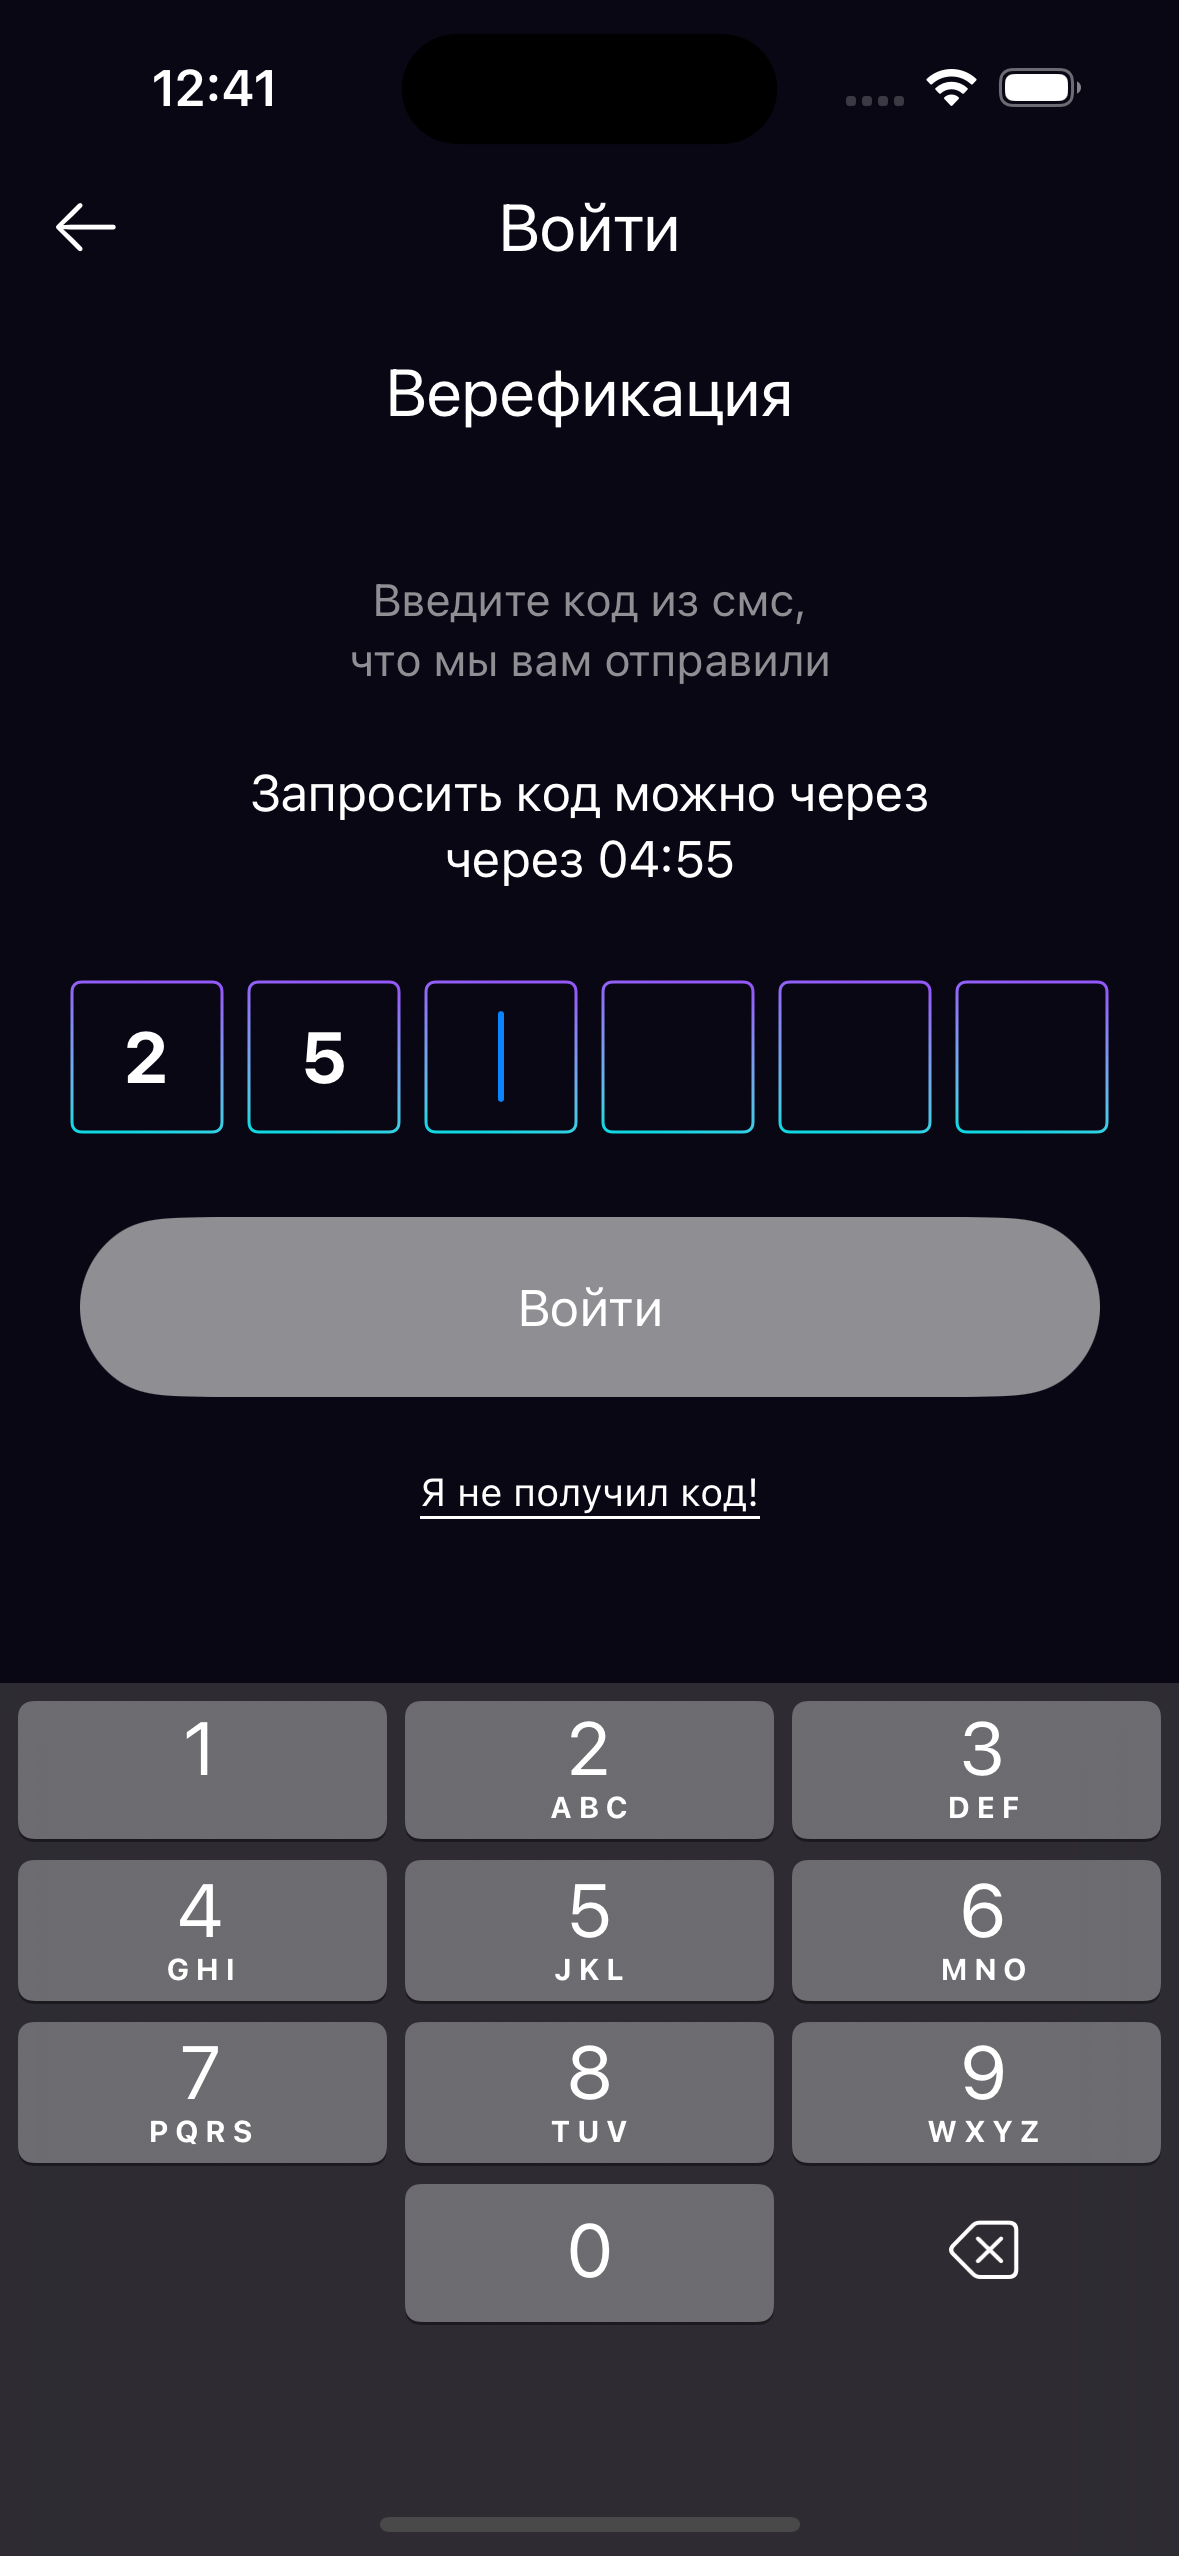 12:41
Войти
Верефикация
Введите код из смс,
что мы вам отправили
Запросить код можно через
через 04:55
2 5
Войти
Я не получил код!
1 2 3
ABC DEF
4 5 6
GHI JKL MNO
7 8 9
PQRS TUV WXYZ
0